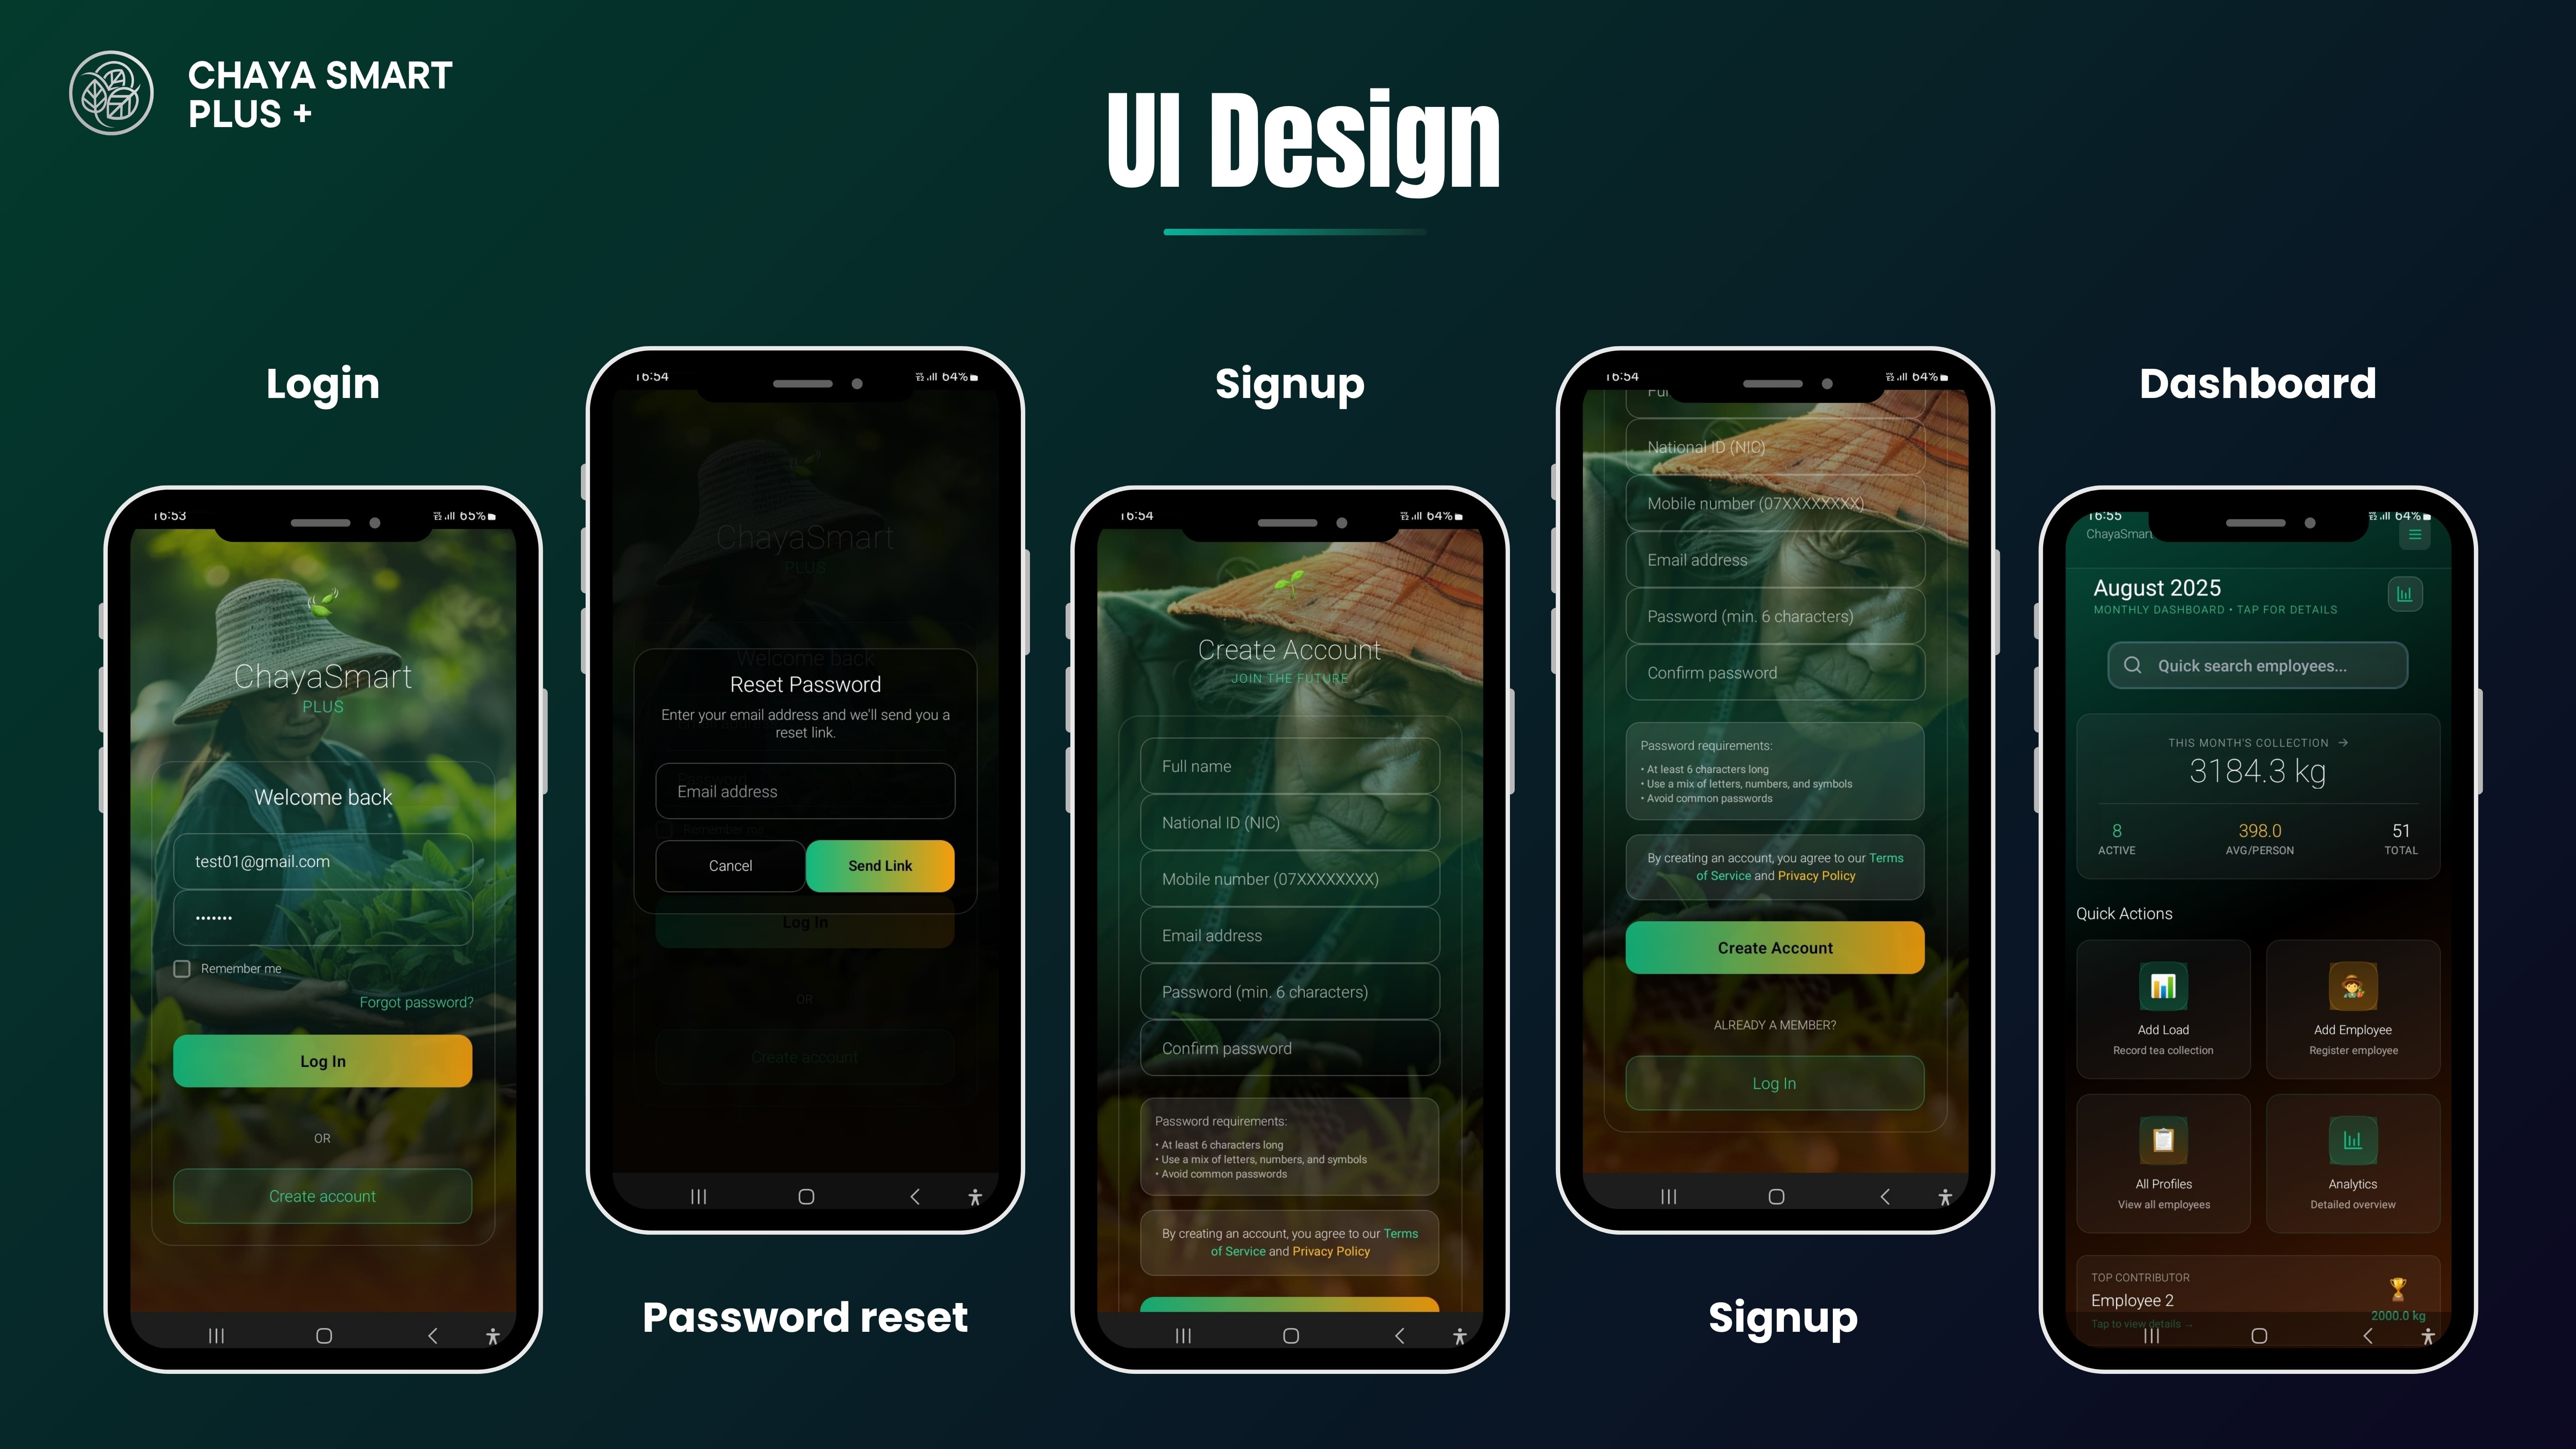 CHAYA SMART
PLUS +
UI Design
Login
16:53
65%
ChayaSmart
PLUS
Welcome back
test01@gmail.com
•••••••
Remember me
Forgot password?
Log In
OR
Create account
16:54
64%
ChayaSmart
PLUS
Welcome back
Reset Password
Enter your email address and we'll send you a
reset link.
Password
Email address
Remember me
Cancel
Send Link
Log In
OR
Create account
Password reset
Signup
16:54
64%
Create Account
JOIN THE FUTURE
Full name
National ID (NIC)
Mobile number (07XXXXXXXX)
Email address
Password (min. 6 characters)
Confirm password
Password requirements:
• At least 6 characters long
• Use a mix of letters, numbers, and symbols
• Avoid common passwords
By creating an account, you agree to our Terms
of Service and Privacy Policy
16:54
64%
Ful
National ID (NIC)
Mobile number (07XXXXXXXX)
Email address
Password (min. 6 characters)
Confirm password
Password requirements:
• At least 6 characters long
• Use a mix of letters, numbers, and symbols
• Avoid common passwords
By creating an account, you agree to our Terms
of Service and Privacy Policy
Create Account
ALREADY A MEMBER?
Log In
Signup
Dashboard
16:55
64%
ChayaSmart
August 2025
MONTHLY DASHBOARD • TAP FOR DETAILS
Quick search employees...
THIS MONTH'S COLLECTION →
3184.3 kg
8
ACTIVE
398.0
AVG/PERSON
51
TOTAL
Quick Actions
Add Load
Record tea collection
Add Employee
Register employee
All Profiles
View all employees
Analytics
Detailed overview
TOP CONTRIBUTOR
Employee 2
2000.0 kg
Tap to view details →